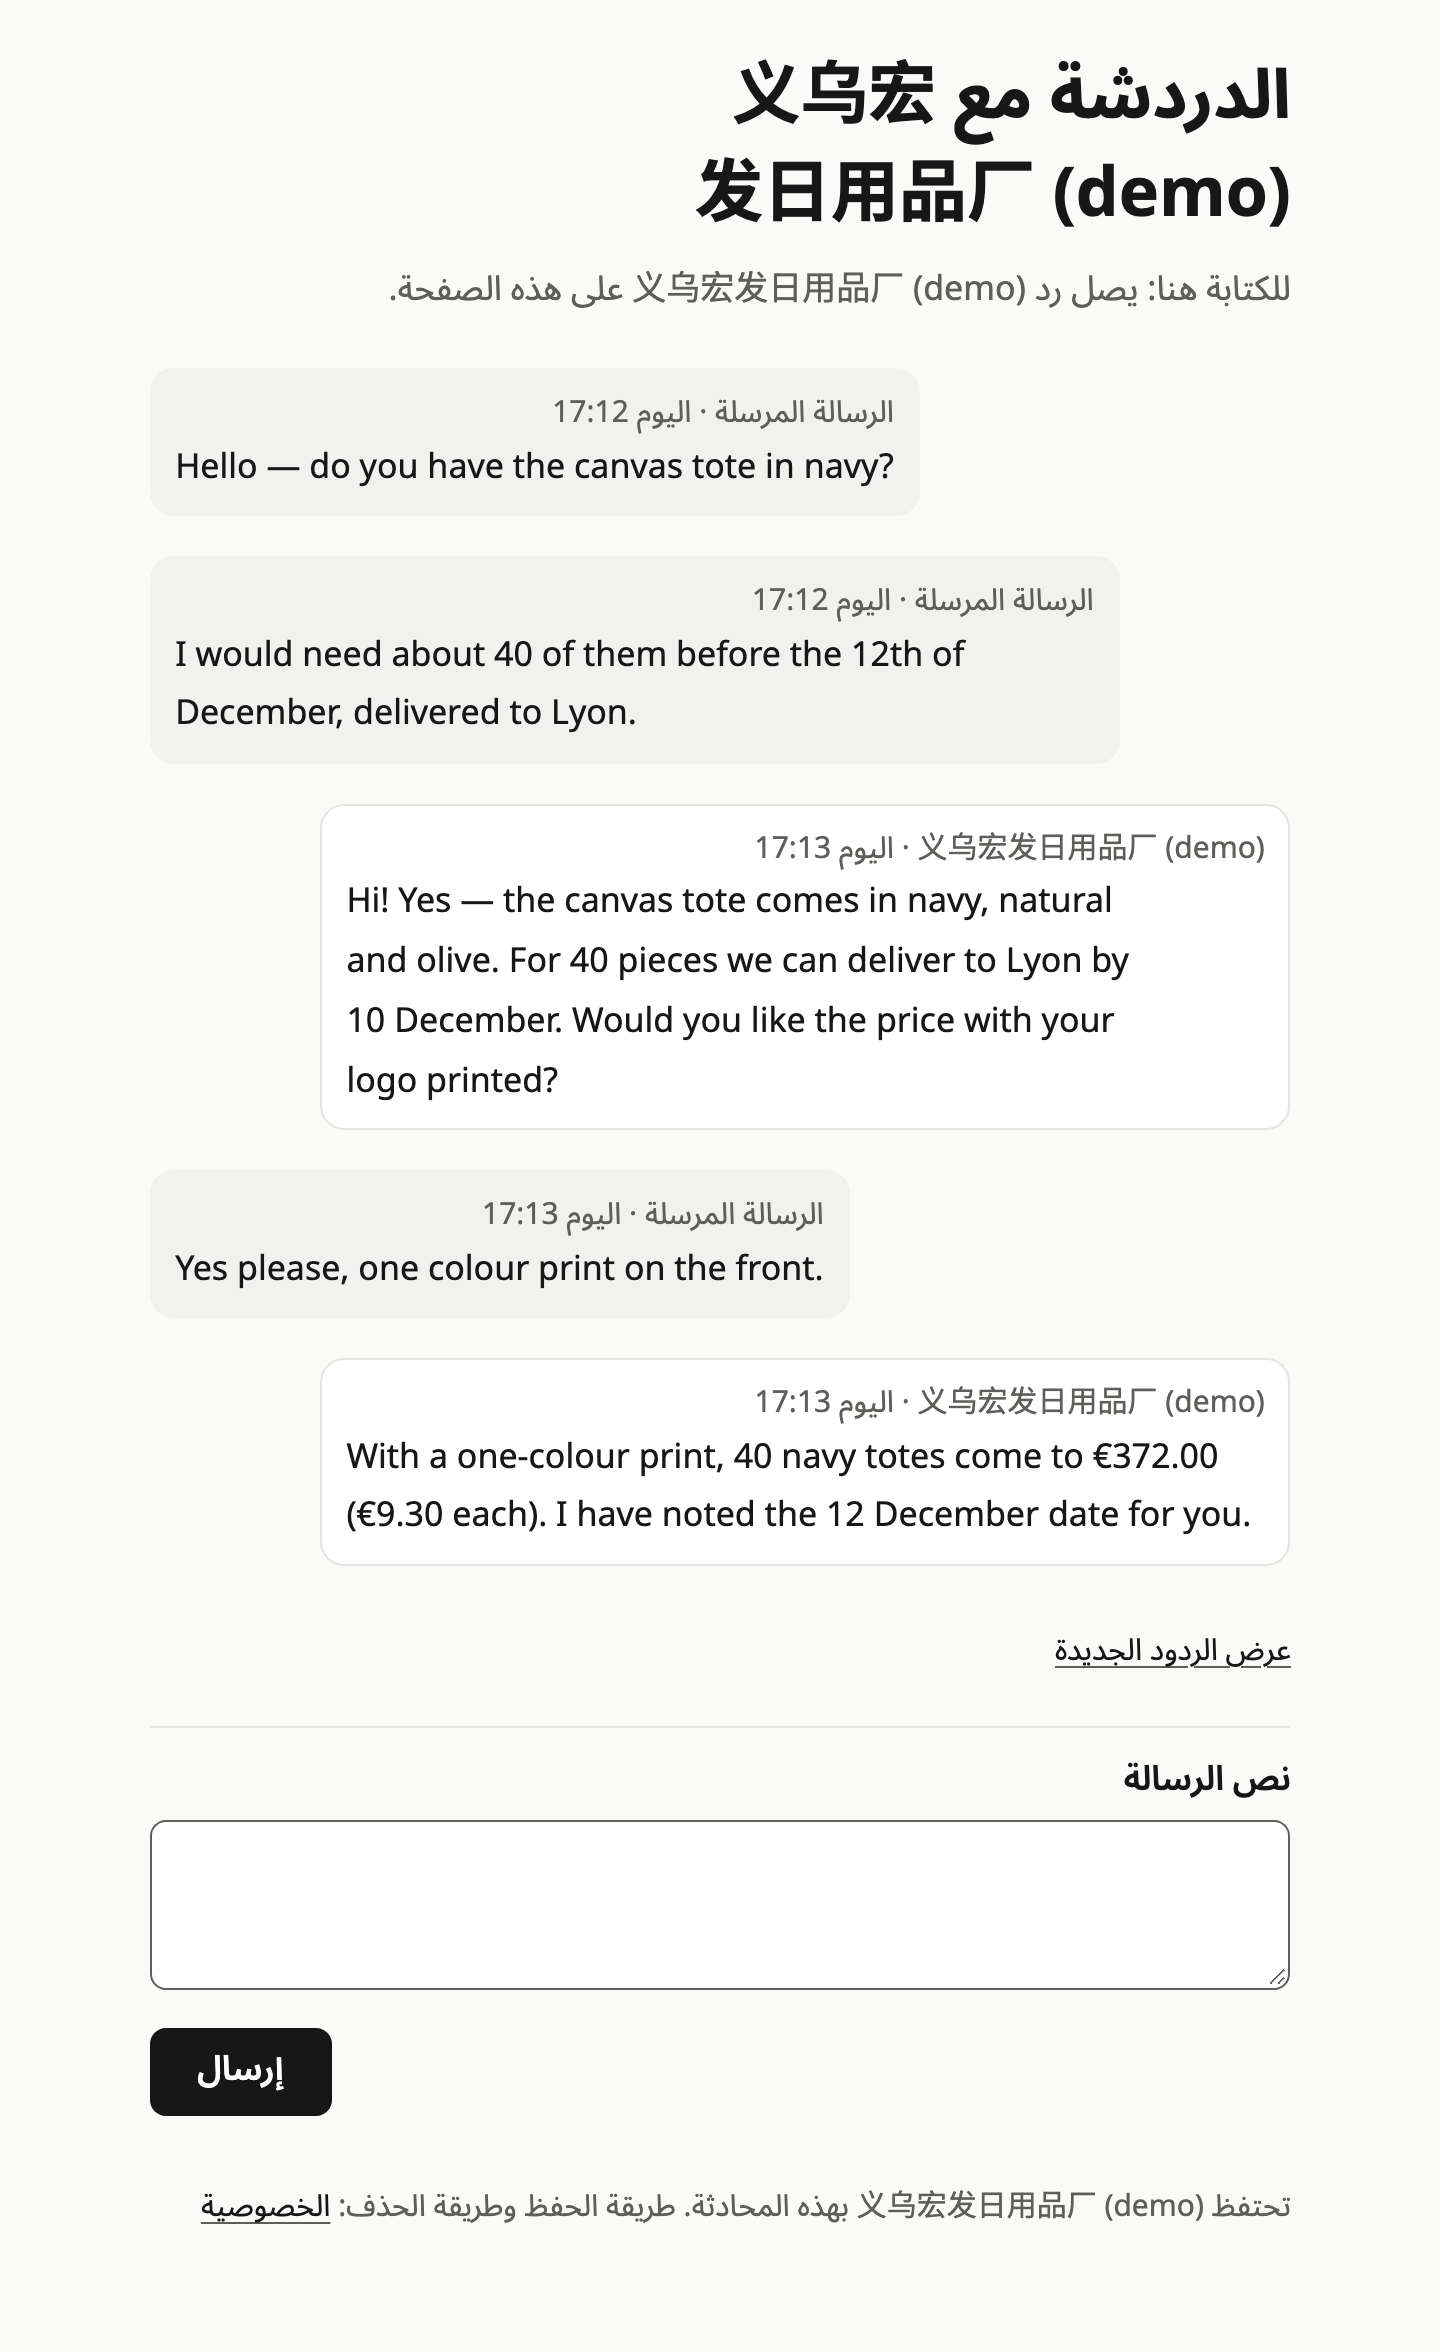 الدردشة مع 义乌宏
发日用品厂 (demo)
للكتابة هنا: يصل رد 义乌宏发日用品厂 (demo) على هذه الصفحة.
الرسالة المرسلة · اليوم 17:12
Hello — do you have the canvas tote in navy?
الرسالة المرسلة · اليوم 17:12
I would need about 40 of them before the 12th of
December, delivered to Lyon.
义乌宏发日用品厂 (demo) · اليوم 17:13
Hi! Yes — the canvas tote comes in navy, natural
and olive. For 40 pieces we can deliver to Lyon by
10 December. Would you like the price with your
logo printed?
الرسالة المرسلة · اليوم 17:13
Yes please, one colour print on the front.
义乌宏发日用品厂 (demo) · اليوم 17:13
With a one-colour print, 40 navy totes come to €372.00
(€9.30 each). I have noted the 12 December date for you.
عرض الردود الجديدة
نص الرسالة
إرسال
تحتفظ 义乌宏发日用品厂 (demo) بهذه المحادثة. طريقة الحفظ وطريقة الحذف: الخصوصية